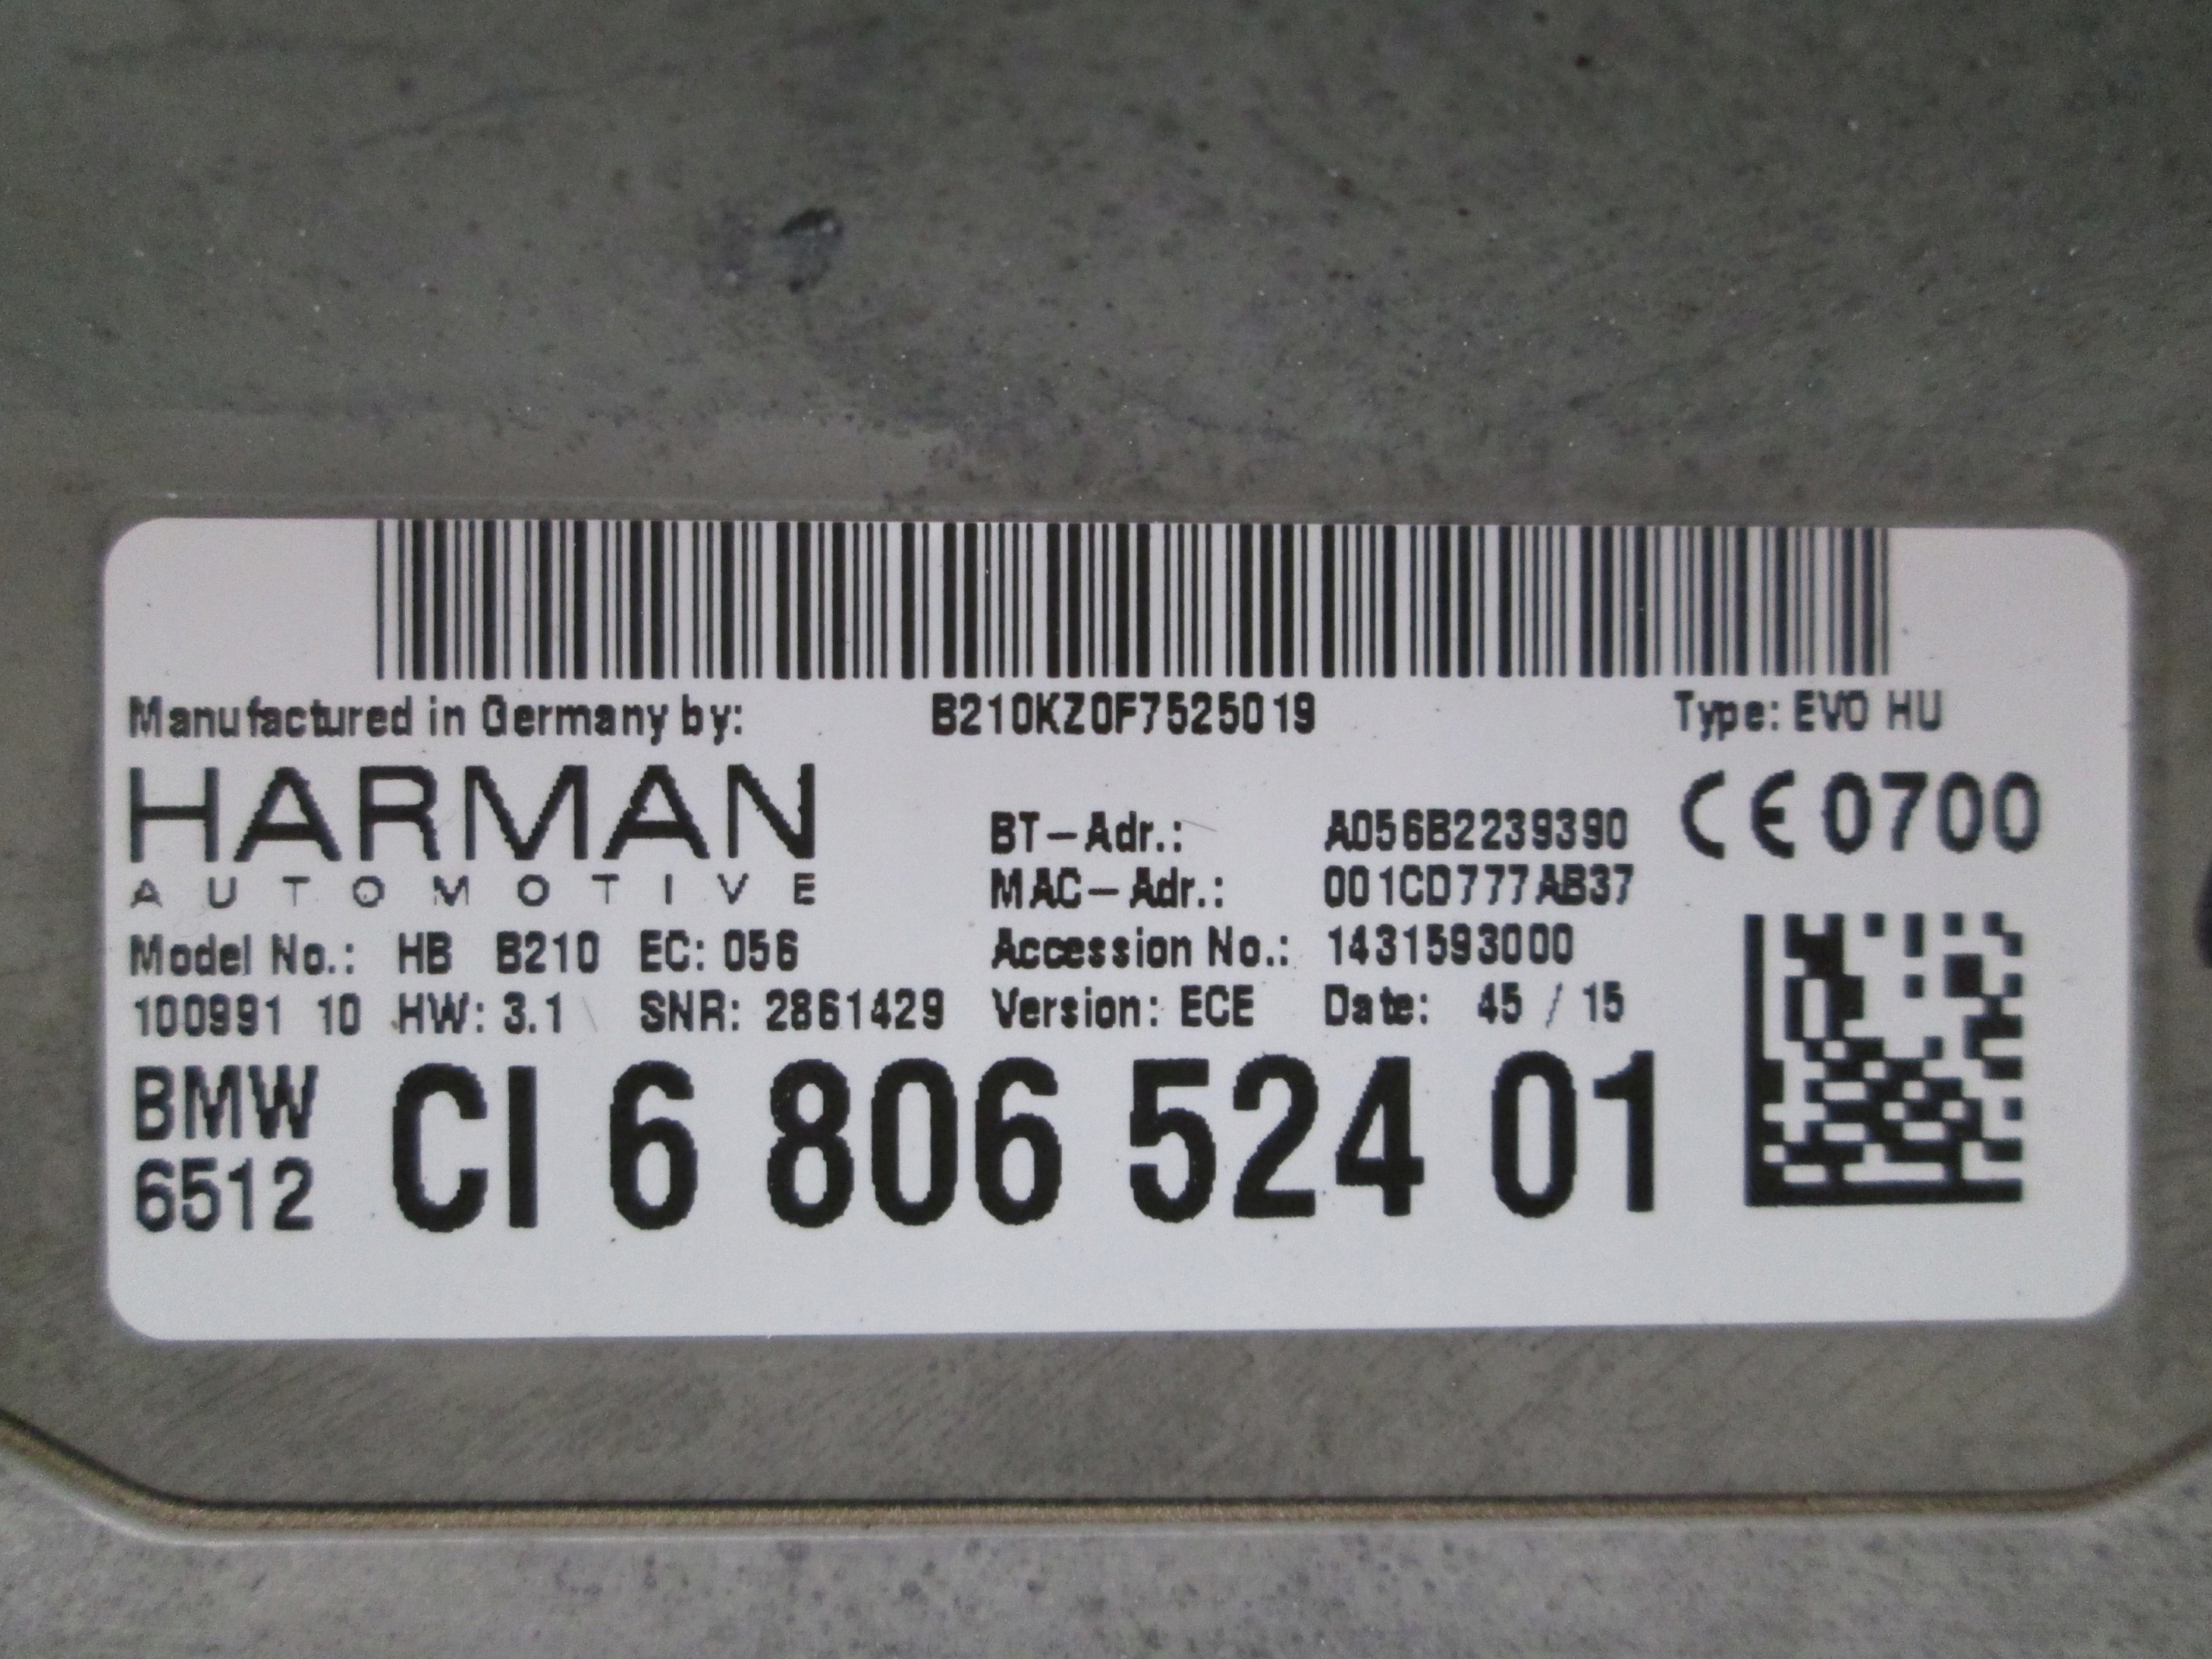 Manufactured in Germany by: B210KZ0F7525019 Type: EVO HU
HARMAN
AUTOMOTIVE
CE 0700
BT-Adr.: A056B2239390
MAC-Adr.: 001CD777AB37
Model No.: HB B210 EC: 056 Accession No.: 1431593000
100991 10 HW: 3.1 SNR: 2861429 Version: ECE Date: 45 / 15
BMW
6512
CI 6 806 524 01